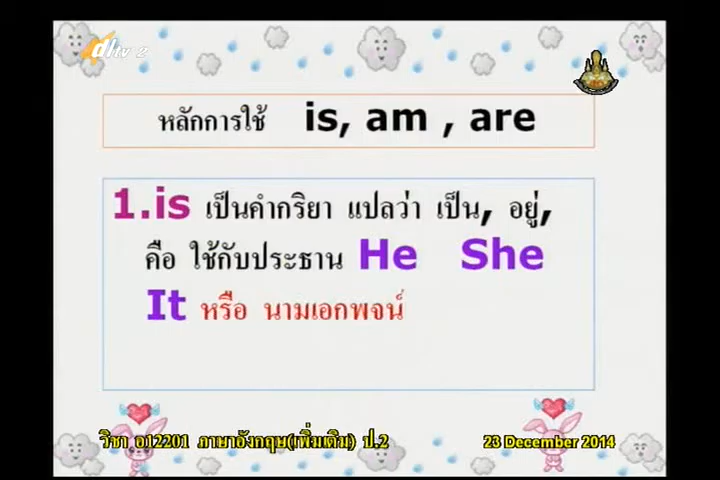 dltv 2
หลักการใช้ is, am , are
1.is เป็นคำกริยา แปลว่า เป็น, อยู่,
คือ ใช้กับประธาน He She
It หรือ นามเอกพจน์
วิชา อ12201 ภาษาอังกฤษ(เพิ่มเติม) ป.2
23 December 2014